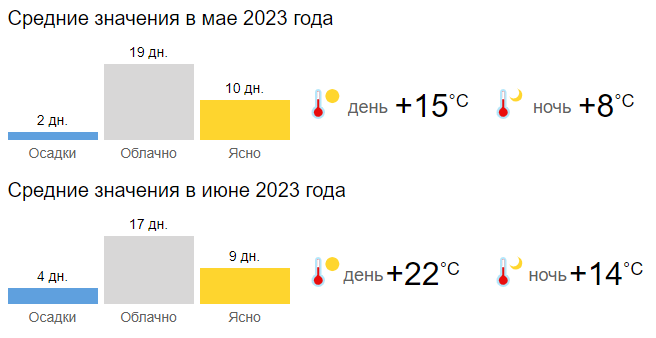 Средние значения в мае 2023 года
19 дн.
10 дн.
2 дн.
день +15°C
ночь +8°C
Осадки Облачно Ясно
Средние значения в июне 2023 года
17 дн.
9 дн.
4 дн.
день +22°C
ночь +14°C
Осадки Облачно Ясно